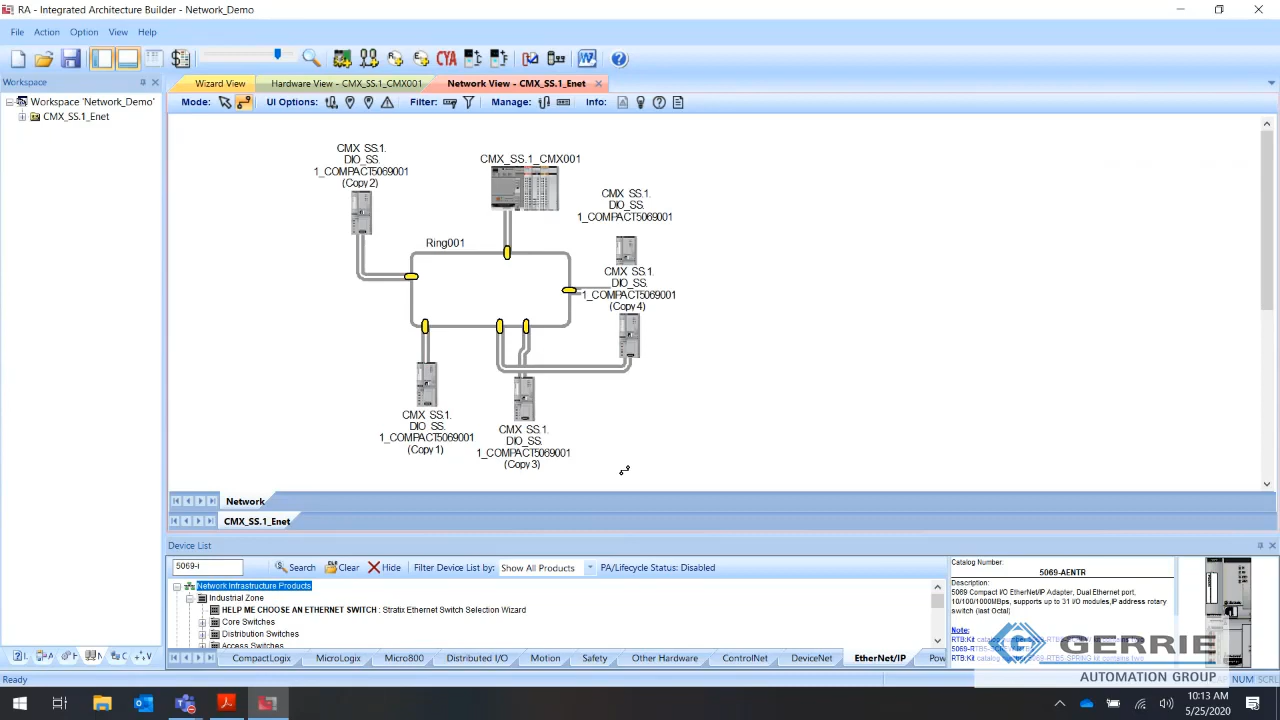 RA - Integrated Architecture Builder - Network_Demo
File Action Option View Help
CYA
Workspace
Wizard View Hardware View - CMX_SS.1_CMX001 Network View - CMX_SS.1_Enet
Mode: UI Options: Filter: Manage: Info:
Workspace 'Network_Demo'
CMX_SS.1_Enet
CMX SS.1.
DIO_SS.
1_COMPACT5069001
(Copy 2)
CMX_SS.1_CMX001
CMX SS.1.
DIO_SS.
1_COMPACT5069001
Ring001
CMX SS.1.
DIO_SS.
1_COMPACT5069001
(Copy 4)
CMX SS.1.
DIO_SS.
1_COMPACT5069001
(Copy 1)
CMX SS.1.
DIO_SS.
1_COMPACT5069001
(Copy 3)
Network
CMX_SS.1_Enet
Device List
Search Clear Hide Filter Device List by: Show All Products PA/Lifecycle Status: Disabled
Network Infrastructure Products
Industrial Zone
HELP ME CHOOSE AN ETHERNET SWITCH : Stratix Ethernet Switch Selection Wizard
Core Switches
Distribution Switches
Access Switches
Catalog Number:
5069-AENTR
Description:
5069 Compact I/O EtherNet/IP Adapter, Dual Ethernet port,
10/100/1000MBps, supports up to 31 I/O modules,IP address rotary
switch (last Octal)
Note:
CompactLogix MicroLogix Micro800 Distributed I/O Motion Safety Other Hardware ControlNet DeviceNet EtherNet/IP Pow
GERRIE
AUTOMATION GROUP
Ready
NUM SCRL
10:13 AM
5/25/2020